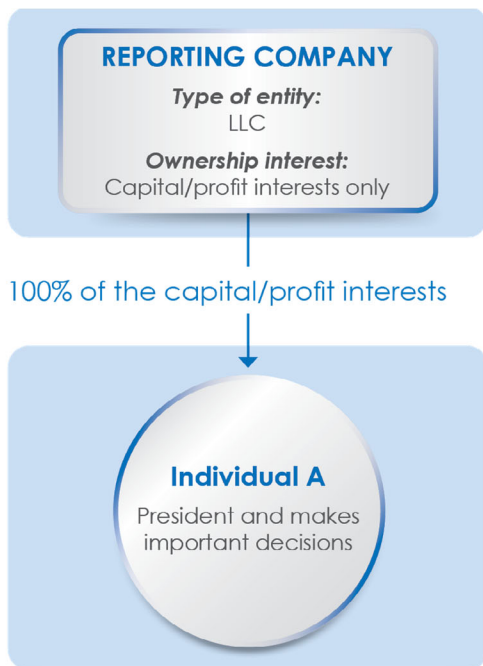 REPORTING COMPANY
Type of entity:
LLC
Ownership interest:
Capital/profit interests only
100% of the capital/profit interests
Individual A
President and makes
important decisions